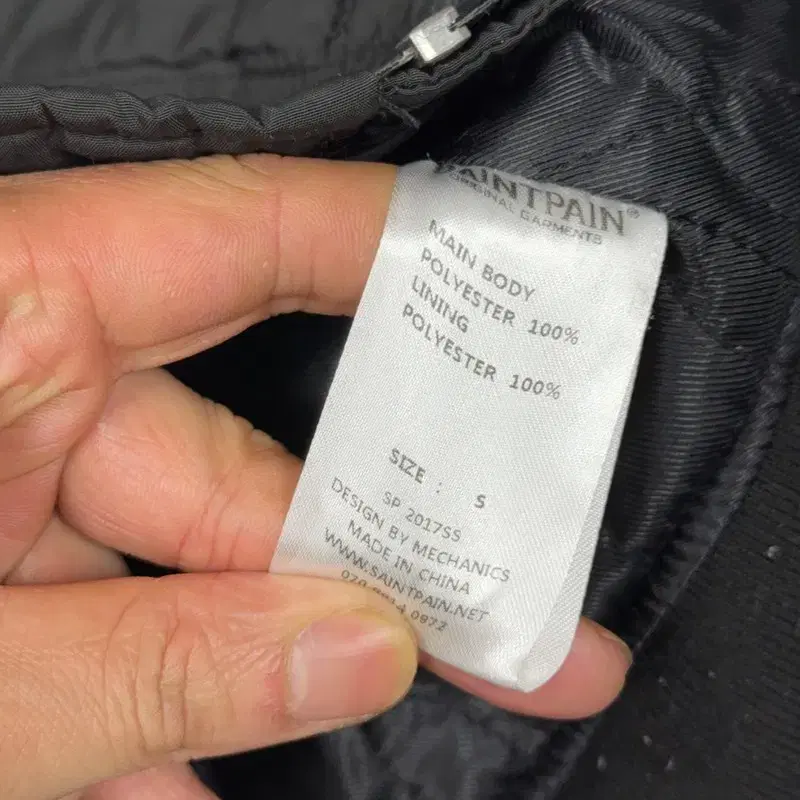 SAINTPAIN®
ORIGINAL GARMENTS
MAIN BODY
POLYESTER 100%
LINING
POLYESTER 100%
SIZE : S
SP 2017SS
DESIGN BY MECHANICS
MADE IN CHINA
WWW.SAINTPAIN.NET
0972